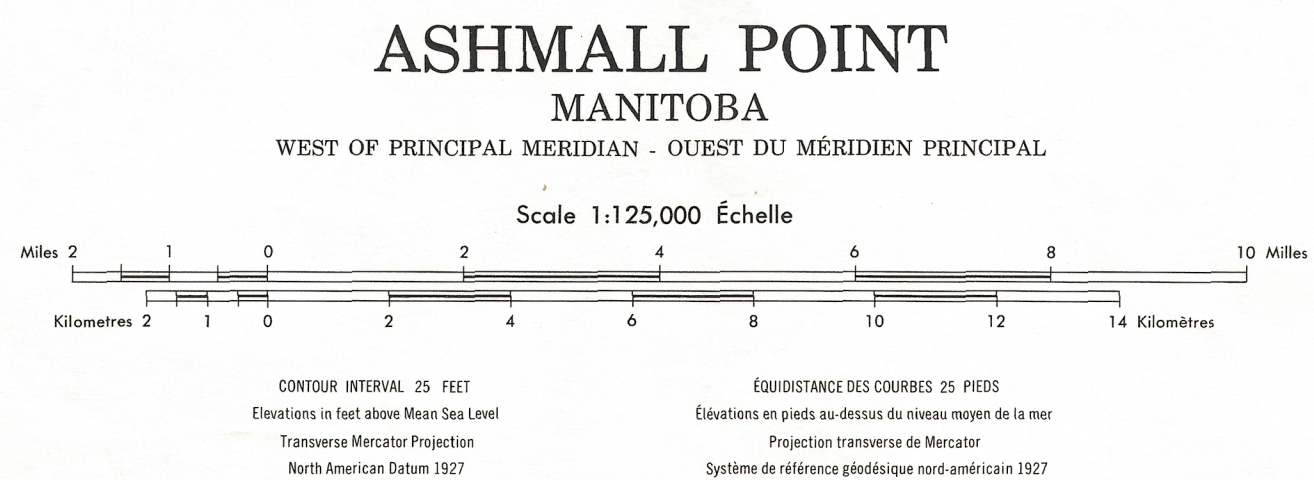 ASHMALL POINT
MANITOBA
WEST OF PRINCIPAL MERIDIAN - OUEST DU MÉRIDIEN PRINCIPAL
Scale 1:125,000 Échelle
Miles 2 1 0 2 4 6 8 10 Milles
Kilometres 2 1 0 2 4 6 8 10 12 14 Kilomètres
CONTOUR INTERVAL 25 FEET
Elevations in feet above Mean Sea Level
Transverse Mercator Projection
North American Datum 1927
ÉQUIDISTANCE DES COURBES 25 PIEDS
Élévations en pieds au-dessus du niveau moyen de la mer
Projection transverse de Mercator
Système de référence géodésique nord-américain 1927